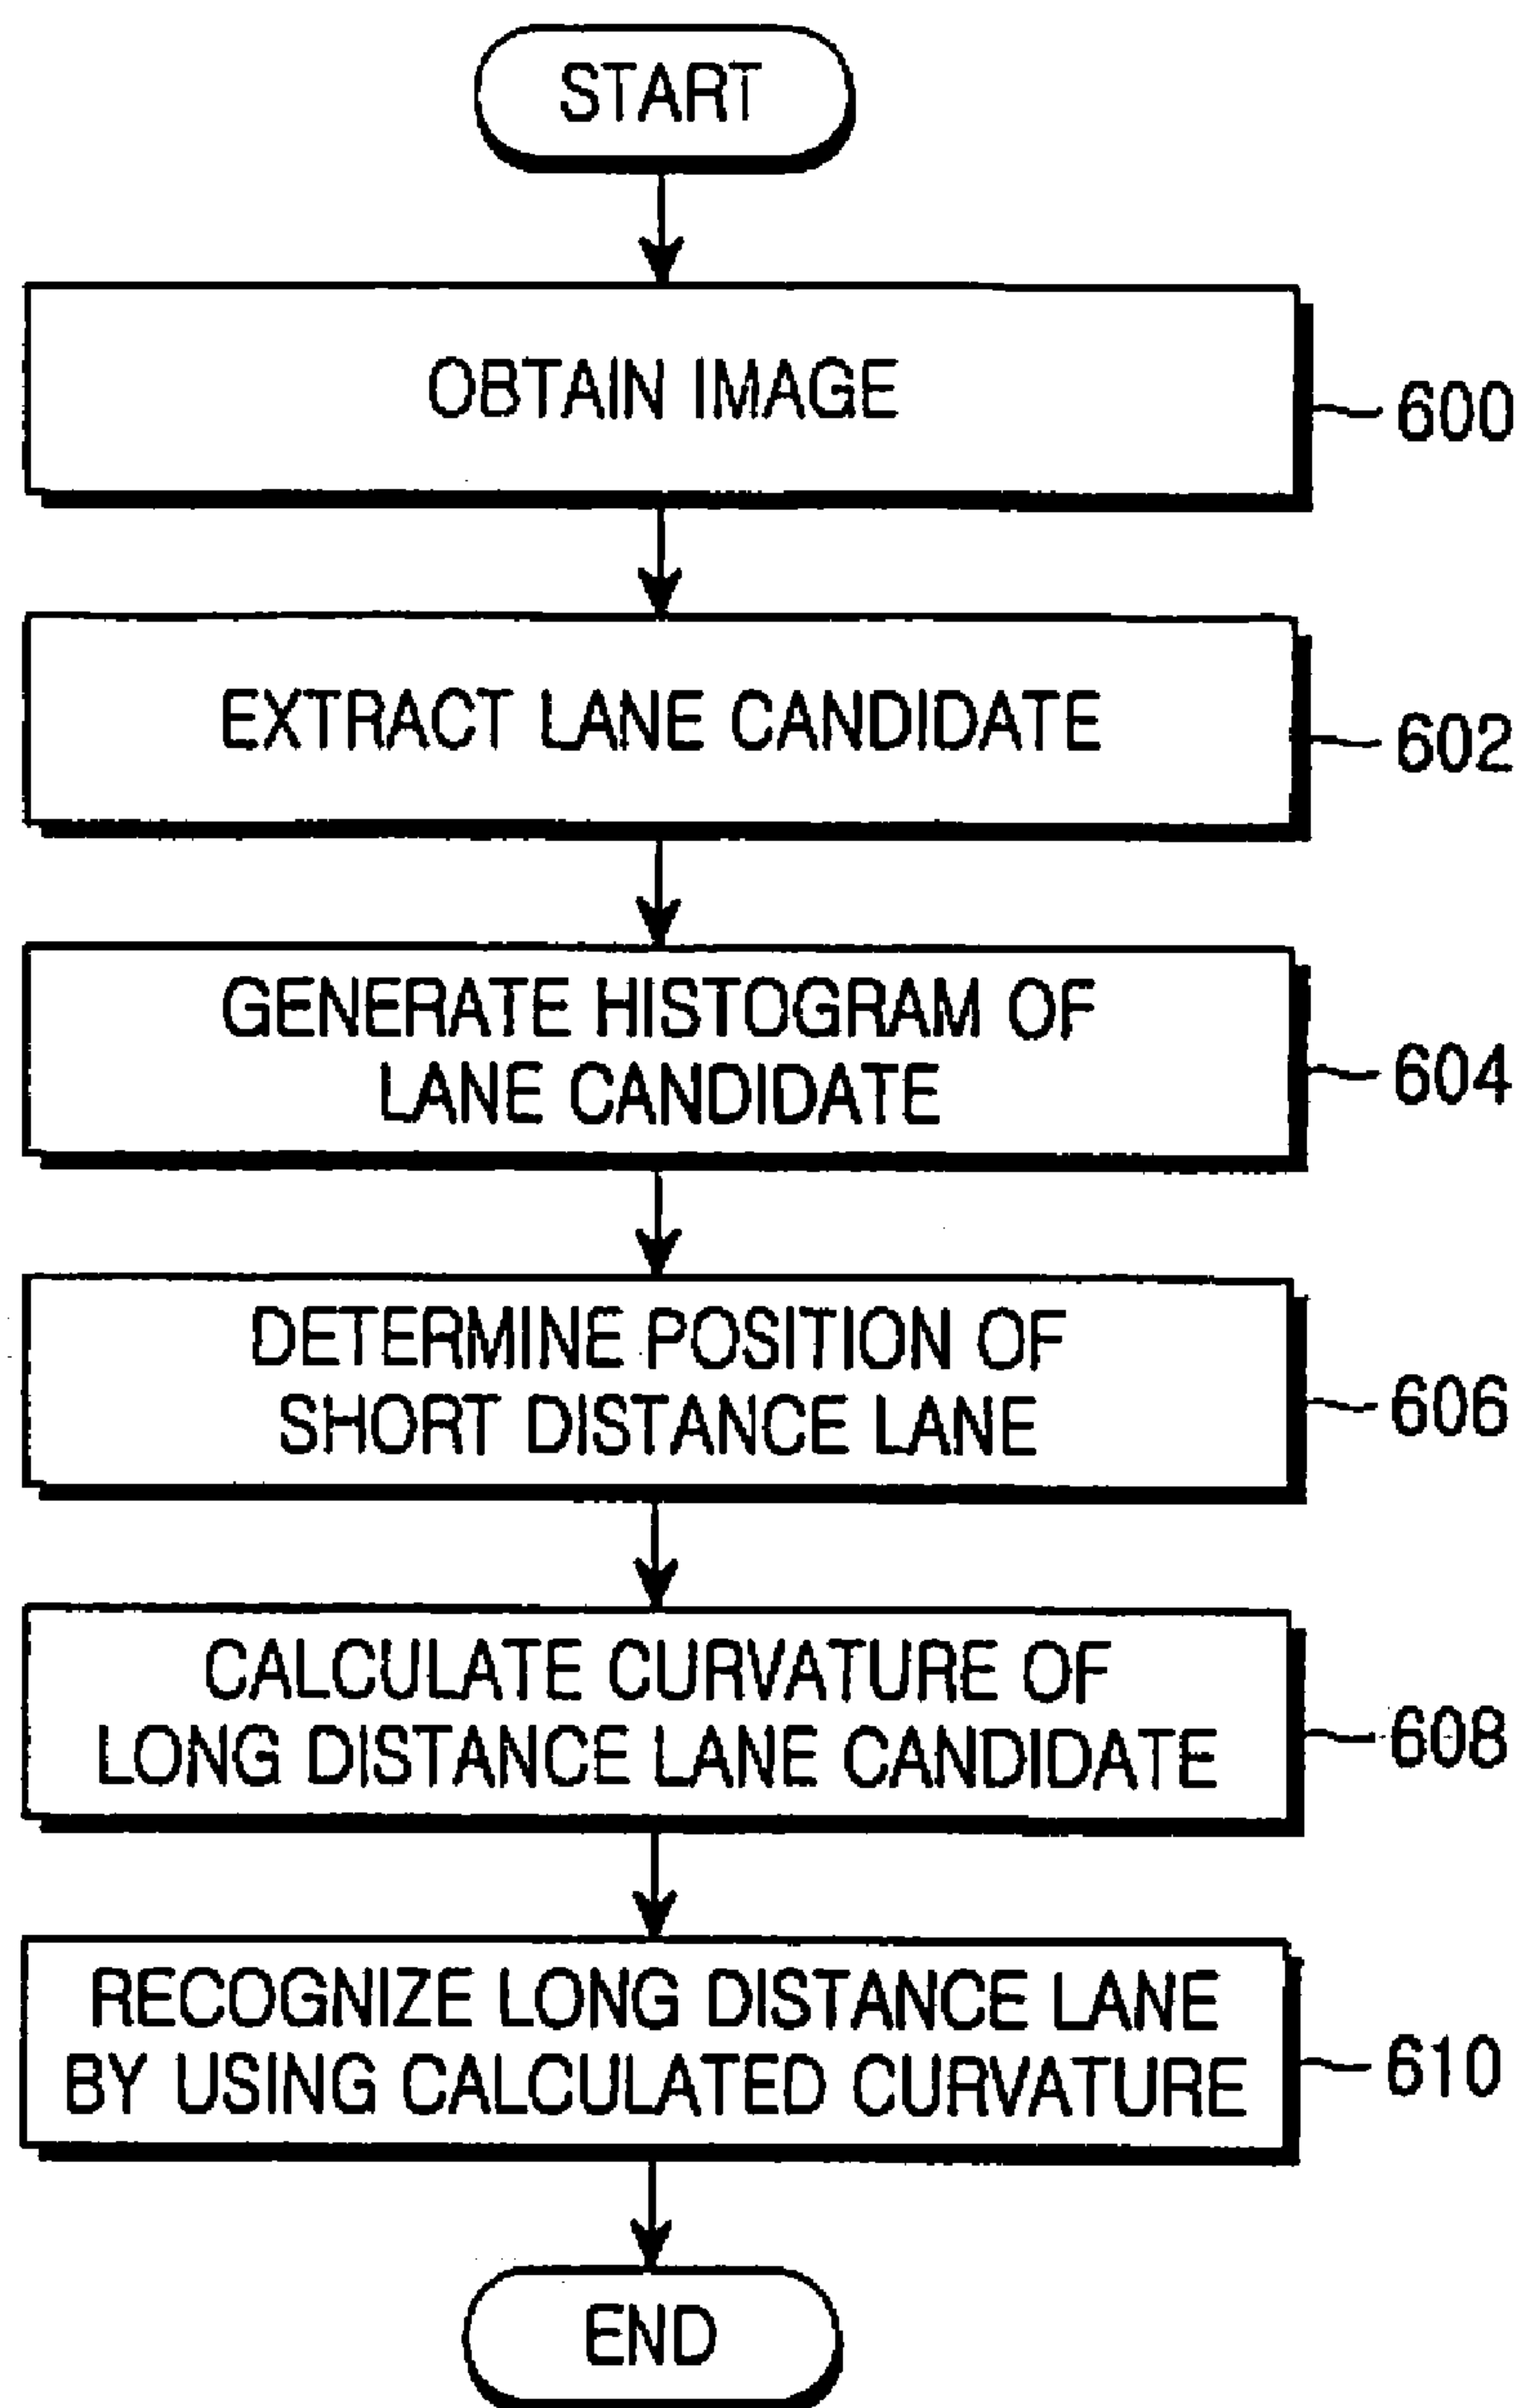 START
OBTAIN IMAGE
600
EXTRACT LANE CANDIDATE
602
GENERATE HISTOGRAM OF
LANE CANDIDATE
604
DETERMINE POSITION OF
SHORT DISTANCE LANE
606
CALCULATE CURVATURE OF
LONG DISTANCE LANE CANDIDATE
608
RECOGNIZE LONG DISTANCE LANE
BY USING CALCULATED CURVATURE
610
END